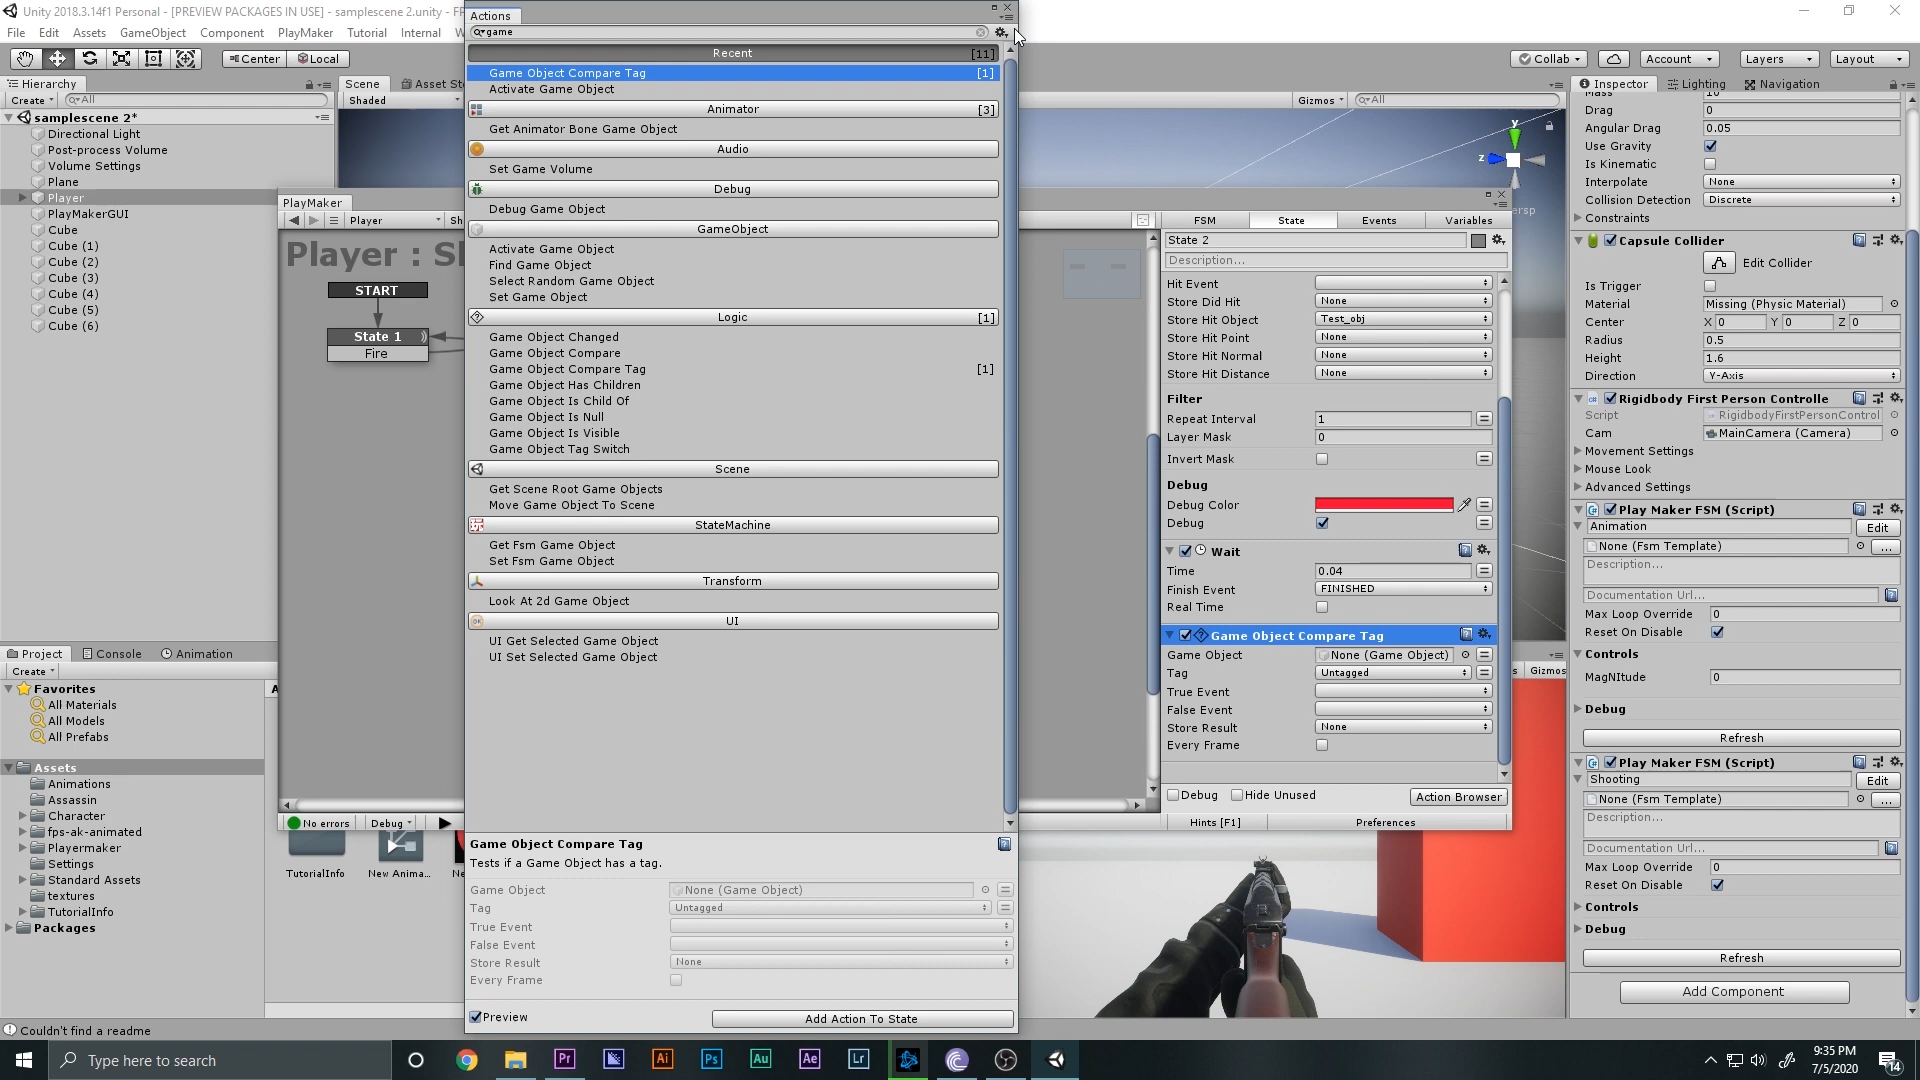 Unity 2018.3.14f1 Personal - [PREVIEW PACKAGES IN USE] - samplescene 2.unity - FP
File Edit Assets GameObject Component PlayMaker Tutorial Internal W
Center Local
Collab Account Layers Layout
Hierarchy
Create All
samplescene 2*
Directional Light
Post-process Volume
Volume Settings
Plane
Player
PlayMakerGUI
Cube
Cube (1)
Cube (2)
Cube (3)
Cube (4)
Cube (5)
Cube (6)
Scene Asset St
Shaded
Gizmos All
y
z
ersp
PlayMaker
Player Sh
Player : Sh
START
State 1
Fire
No errors Debug
Actions
game
Recent [11]
Game Object Compare Tag [1]
Activate Game Object
Animator [3]
Get Animator Bone Game Object
Audio
Set Game Volume
Debug
Debug Game Object
GameObject
Activate Game Object
Find Game Object
Select Random Game Object
Set Game Object
Logic [1]
Game Object Changed
Game Object Compare
Game Object Compare Tag [1]
Game Object Has Children
Game Object Is Child Of
Game Object Is Null
Game Object Is Visible
Game Object Tag Switch
Scene
Get Scene Root Game Objects
Move Game Object To Scene
StateMachine
Get Fsm Game Object
Set Fsm Game Object
Transform
Look At 2d Game Object
UI
UI Get Selected Game Object
UI Set Selected Game Object
Game Object Compare Tag
Tests if a Game Object has a tag.
Game Object None (Game Object)
Tag Untagged
True Event
False Event
Store Result None
Every Frame
Preview Add Action To State
FSM State Events Variables
State 2
Description...
Hit Event
Store Did Hit None
Store Hit Object Test_obj
Store Hit Point None
Store Hit Normal None
Store Hit Distance None
Filter
Repeat Interval 1
Layer Mask 0
Invert Mask
Debug
Debug Color
Debug
Wait
Time 0.04
Finish Event FINISHED
Real Time
Game Object Compare Tag
Game Object None (Game Object)
Tag Untagged
True Event
False Event
Store Result None
Every Frame
Debug Hide Unused Action Browser
Hints [F1] Preferences
s Gizmos
Inspector Lighting Navigation
Mass 10
Drag 0
Angular Drag 0.05
Use Gravity
Is Kinematic
Interpolate None
Collision Detection Discrete
Constraints
Capsule Collider
Edit Collider
Is Trigger
Material Missing (Physic Material)
Center X 0 Y 0 Z 0
Radius 0.5
Height 1.6
Direction Y-Axis
Rigidbody First Person Controlle
Script RigidbodyFirstPersonControl
Cam MainCamera (Camera)
Movement Settings
Mouse Look
Advanced Settings
Play Maker FSM (Script)
Animation Edit
None (Fsm Template) ...
Description...
Documentation Url...
Max Loop Override 0
Reset On Disable
Controls
MagNItude 0
Debug
Refresh
Play Maker FSM (Script)
Shooting Edit
None (Fsm Template) ...
Description...
Documentation Url...
Max Loop Override 0
Reset On Disable
Controls
Debug
Refresh
Add Component
Project Console Animation
Create
Favorites
All Materials
All Models
All Prefabs
Assets
Animations
Assassin
Character
fps-ak-animated
Playermaker
Settings
Standard Assets
textures
TutorialInfo
Packages
A
TutorialInfo New Anima... Ne
Couldn't find a readme
Type here to search
Pr Ai Ps Au Ae Lr
9:35 PM
7/5/2020
14